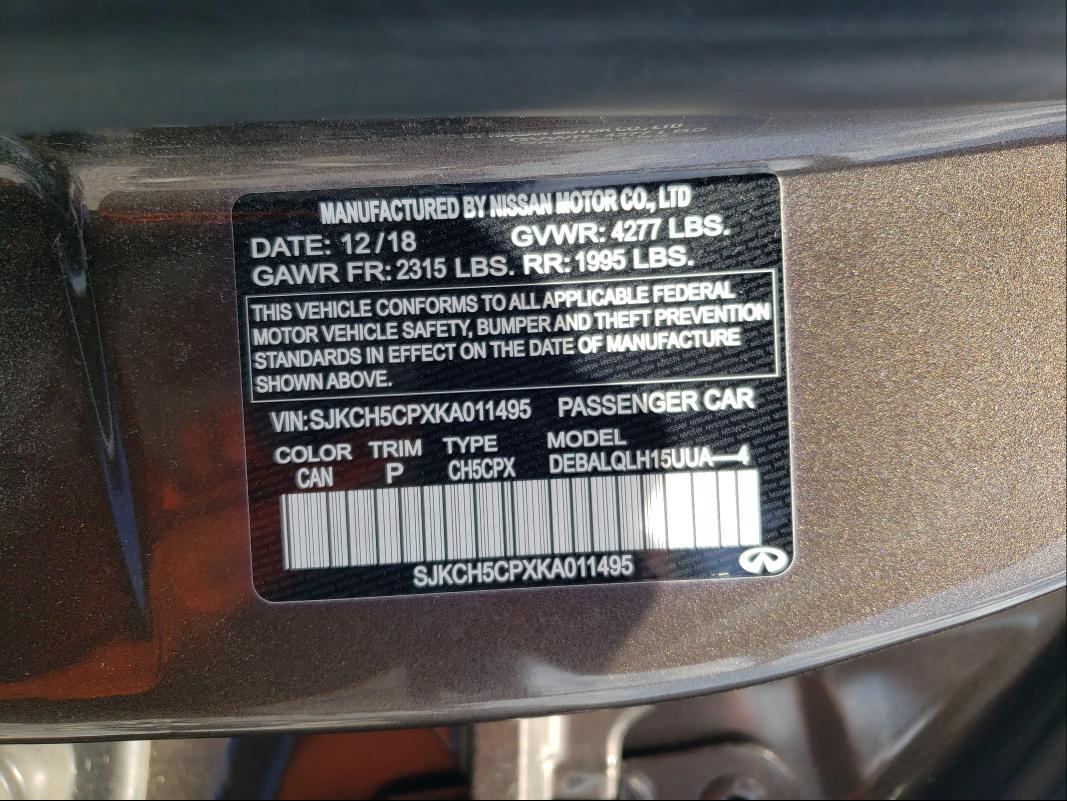 MANUFACTURED BY NISSAN MOTOR CO., LTD
DATE: 12/18 GVWR: 4277 LBS.
GAWR FR: 2315 LBS. RR: 1995 LBS.
THIS VEHICLE CONFORMS TO ALL APPLICABLE FEDERAL
MOTOR VEHICLE SAFETY, BUMPER AND THEFT PREVENTION
STANDARDS IN EFFECT ON THE DATE OF MANUFACTURE
SHOWN ABOVE.
VIN:SJKCH5CPXKA011495 PASSENGER CAR
COLOR TRIM TYPE MODEL
CAN P CH5CPX DEBALQLH15UUA—4
SJKCH5CPXKA011495